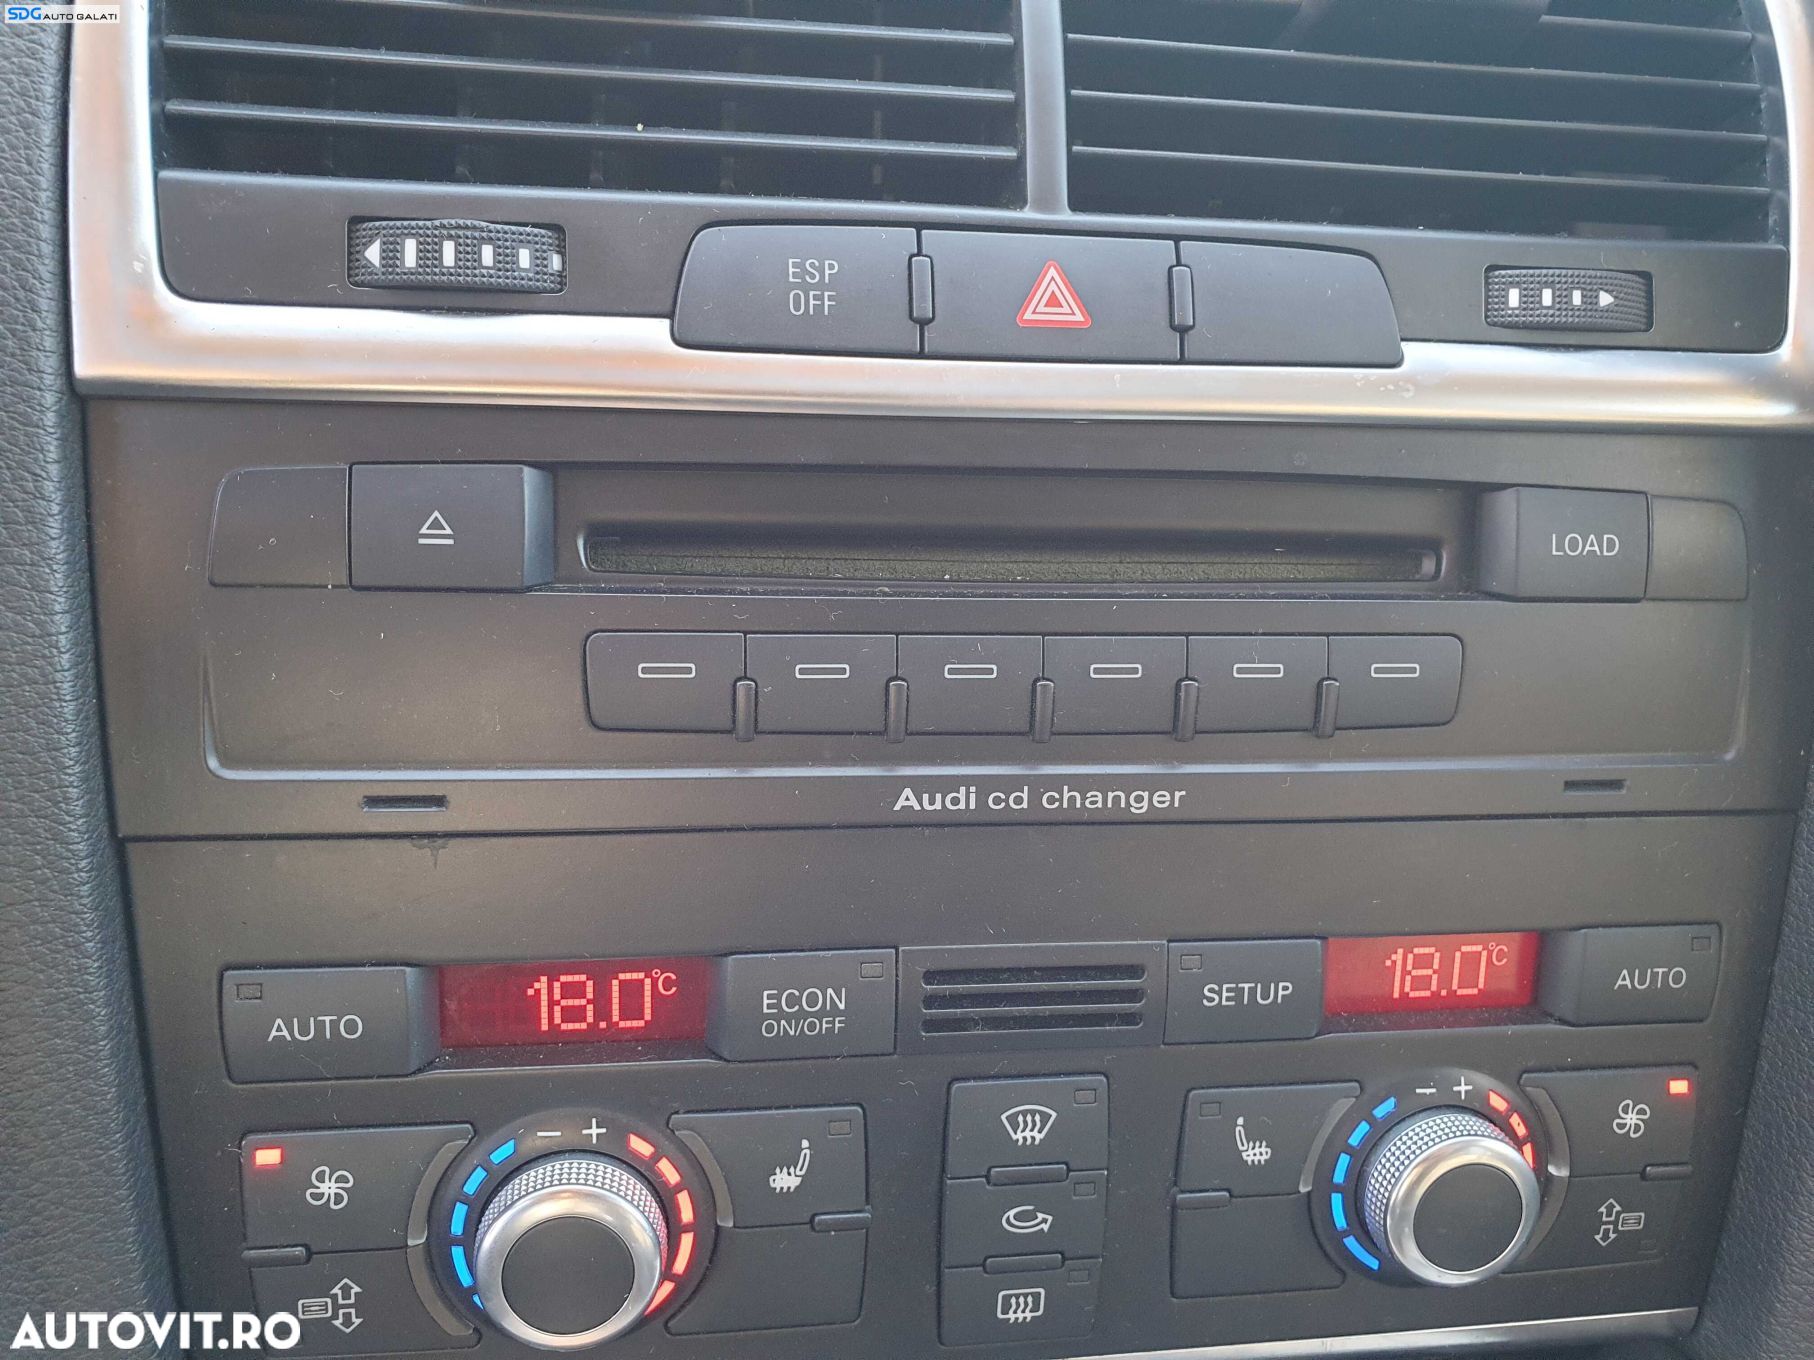 SDG AUTO GALATI
ESP
OFF
LOAD
Audi cd changer
AUTO
18.0°C
ECON
ON/OFF
SETUP
18.0°C
AUTO
- +
- +
AUTOVIT.RO